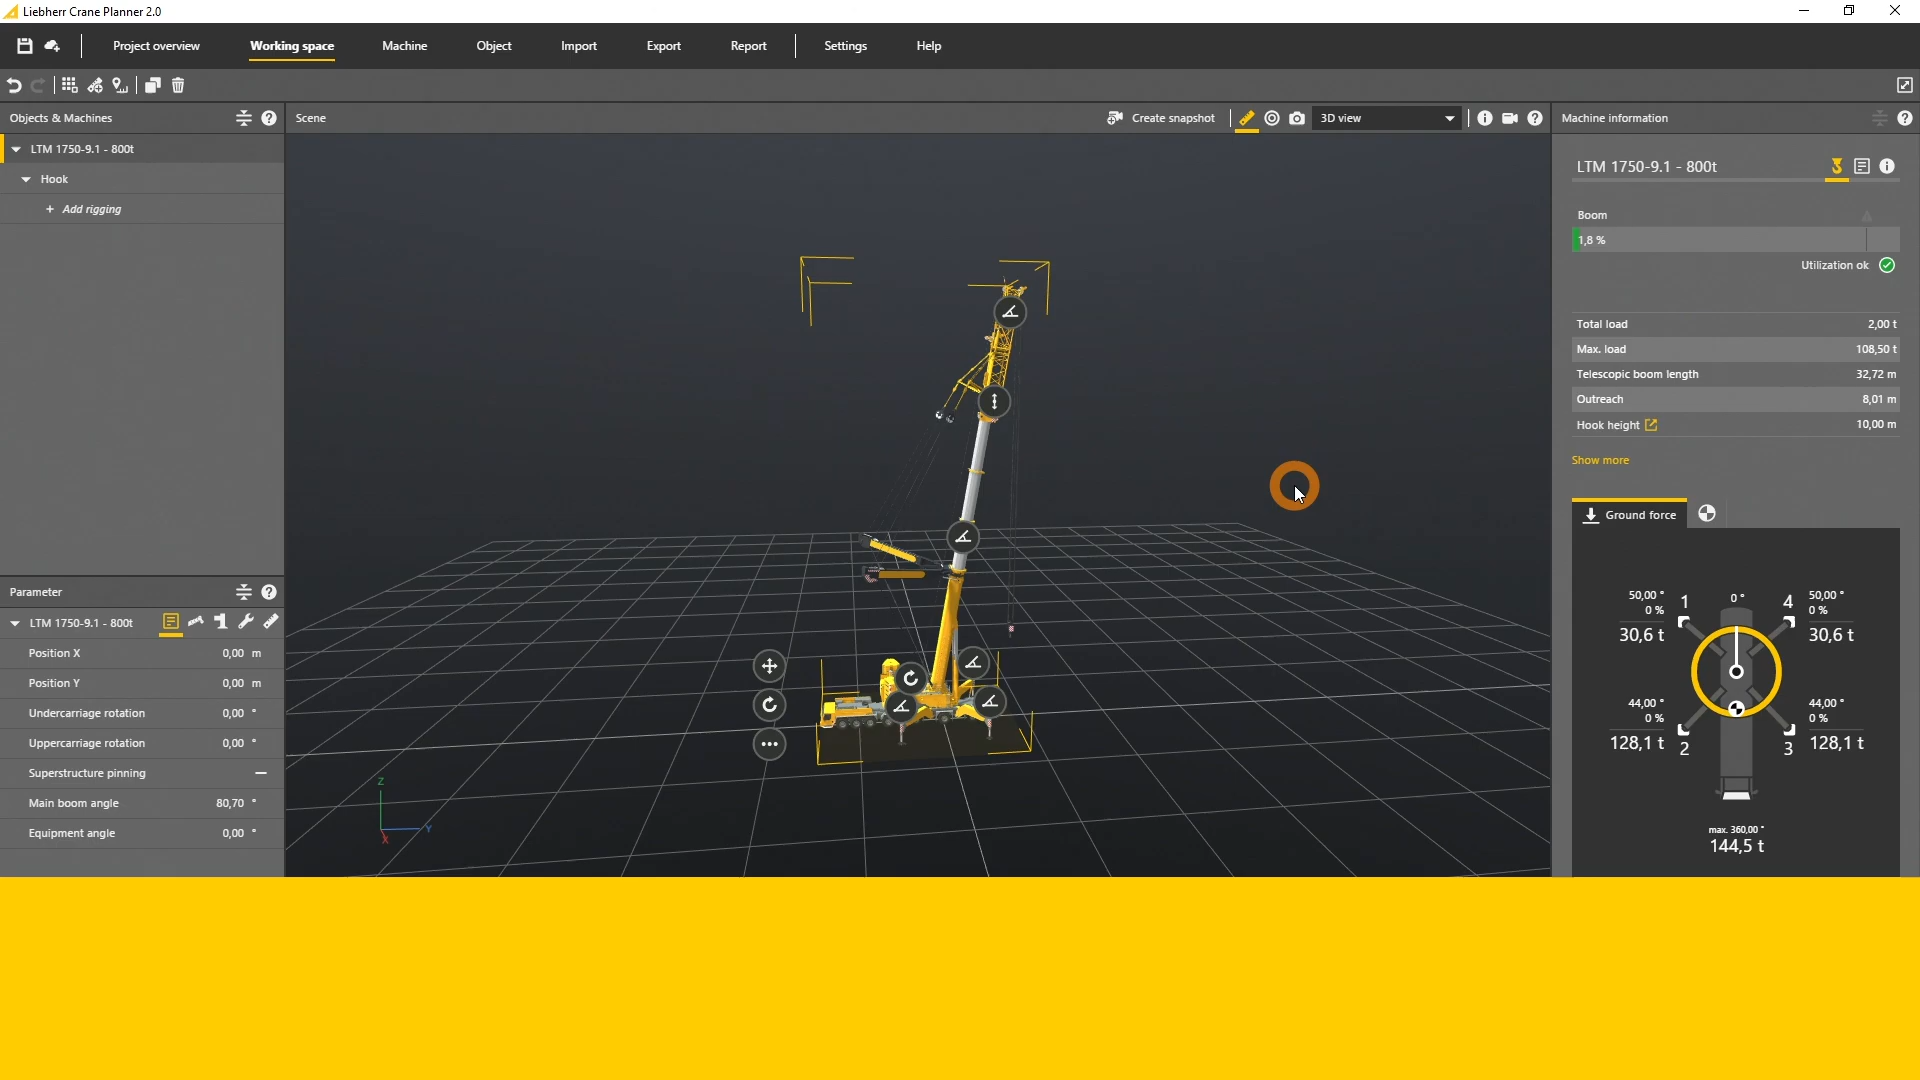 Liebherr Crane Planner 2.0
Project overview
Working space
Machine
Object
Import
Export
Report
Settings
Help
Objects & Machines
LTM 1750-9.1 - 800t
Hook
+ Add rigging
Scene
Create snapshot
3D view
Machine information
LTM 1750-9.1 - 800t
Boom
1,8 %
Utilization ok
Total load 2,00 t
Max. load 108,50 t
Telescopic boom length 32,72 m
Outreach 8,01 m
Hook height 10,00 m
Show more
Ground force
50,00 °
0 %
30,6 t
1
0 °
4
50,00 °
0 %
30,6 t
44,00 °
0 %
128,1 t
2
3
44,00 °
0 %
128,1 t
max. 360,00 °
144,5 t
Parameter
LTM 1750-9.1 - 800t
Position X 0,00 m
Position Y 0,00 m
Undercarriage rotation 0,00 °
Uppercarriage rotation 0,00 °
Superstructure pinning —
Main boom angle 80,70 °
Equipment angle 0,00 °
Z
Y
X